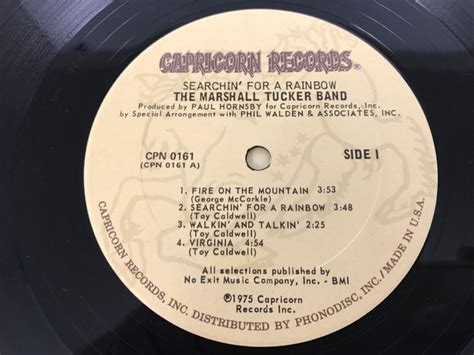 CAPRICORN RECORDS®
SEARCHIN' FOR A RAINBOW
THE MARSHALL TUCKER BAND
Produced by PAUL HORNSBY for Capricorn Records, Inc.
by Special Arrangement with PHIL WALDEN & ASSOCIATES, INC.
CPN 0161
(CPN 0161 A)
SIDE 1
1. FIRE ON THE MOUNTAIN 3:53
(George McCorkle)
2. SEARCHIN' FOR A RAINBOW 3:48
(Toy Caldwell)
3. WALKIN' AND TALKIN' 2:25
(Toy Caldwell)
4. VIRGINIA 4:54
(Toy Caldwell)
All selections published by
No Exit Music Company, Inc. - BMI
Ⓟ1975 Capricorn
Records Inc.
CAPRICORN RECORDS, INC. DISTRIBUTED BY PHONODISC, INC./MADE IN U.S.A.